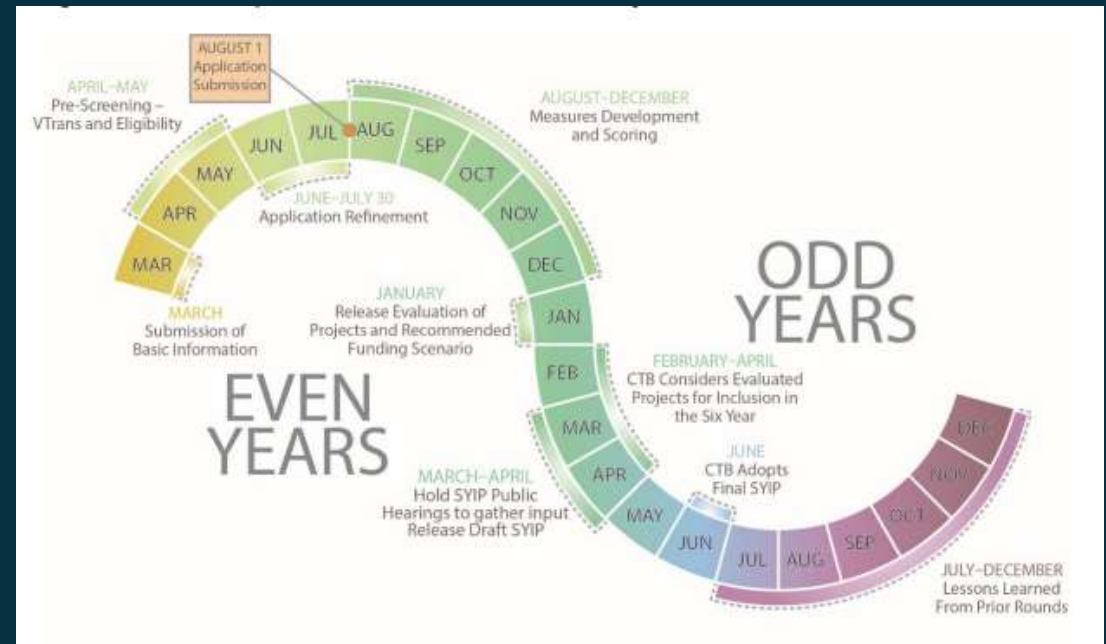 AUGUST 1
Application
Submission
APRIL–MAY
Pre-Screening –
VTrans and Eligibility
AUGUST–DECEMBER
Measures Development
and Scoring
MAR
APR
MAY
JUN
JUL
AUG
SEP
OCT
NOV
DEC
JAN
FEB
MAR
APR
MAY
JUN
JUL
AUG
SEP
OCT
NOV
DEC
JUNE–JULY 30
Application Refinement
MARCH
Submission of
Basic Information
JANUARY
Release Evaluation of
Projects and Recommended
Funding Scenario
EVEN
YEARS
ODD
YEARS
FEBRUARY–APRIL
CTB Considers Evaluated
Projects for Inclusion in
the Six Year
MARCH–APRIL
Hold SYIP Public
Hearings to gather input
Release Draft SYIP
JUNE
CTB Adopts
Final SYIP
JULY–DECEMBER
Lessons Learned
From Prior Rounds